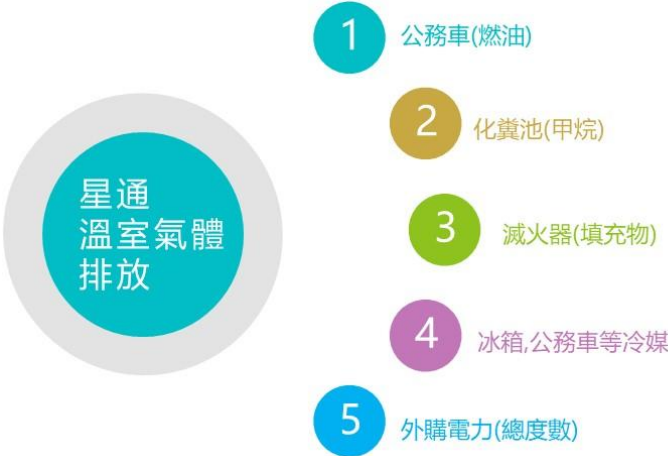 星通
溫室氣體
排放
1 公務車(燃油)
2 化糞池(甲烷)
3 滅火器(填充物)
4 冰箱,公務車等冷媒
5 外購電力(總度數)